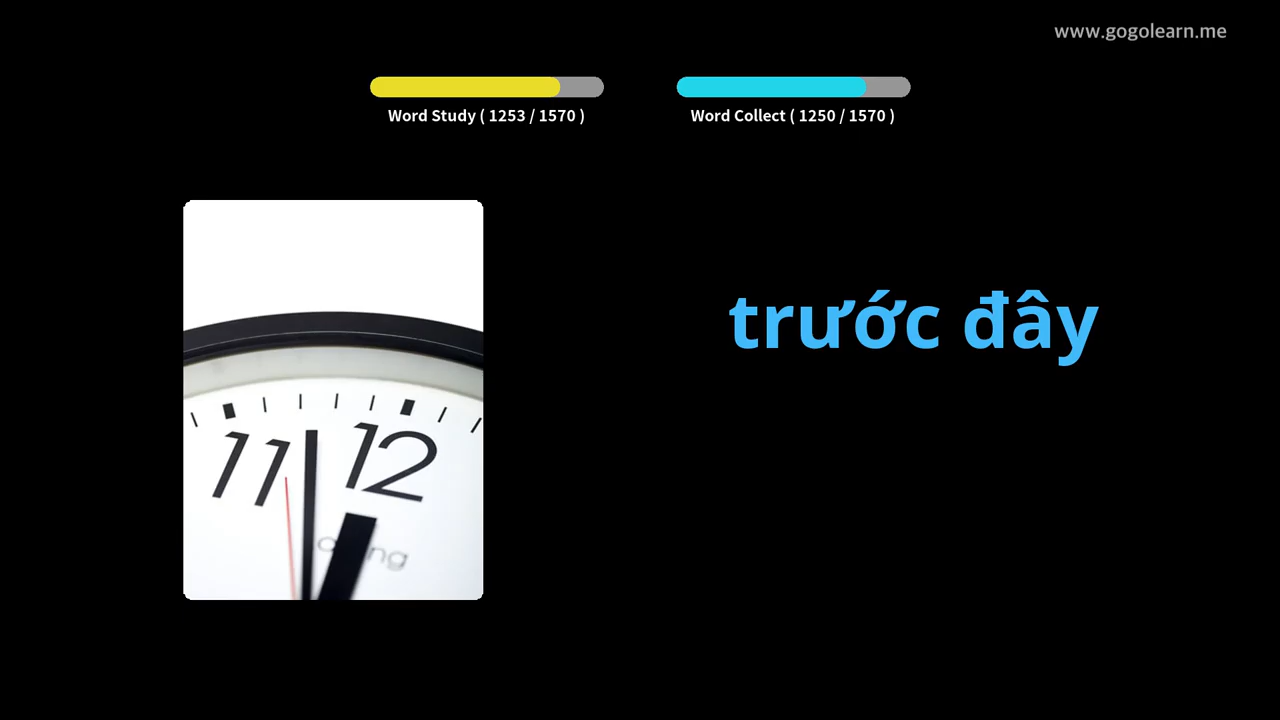 www.gogolearn.me
Word Study ( 1253 / 1570 )
Word Collect ( 1250 / 1570 )
trước đây
11 12